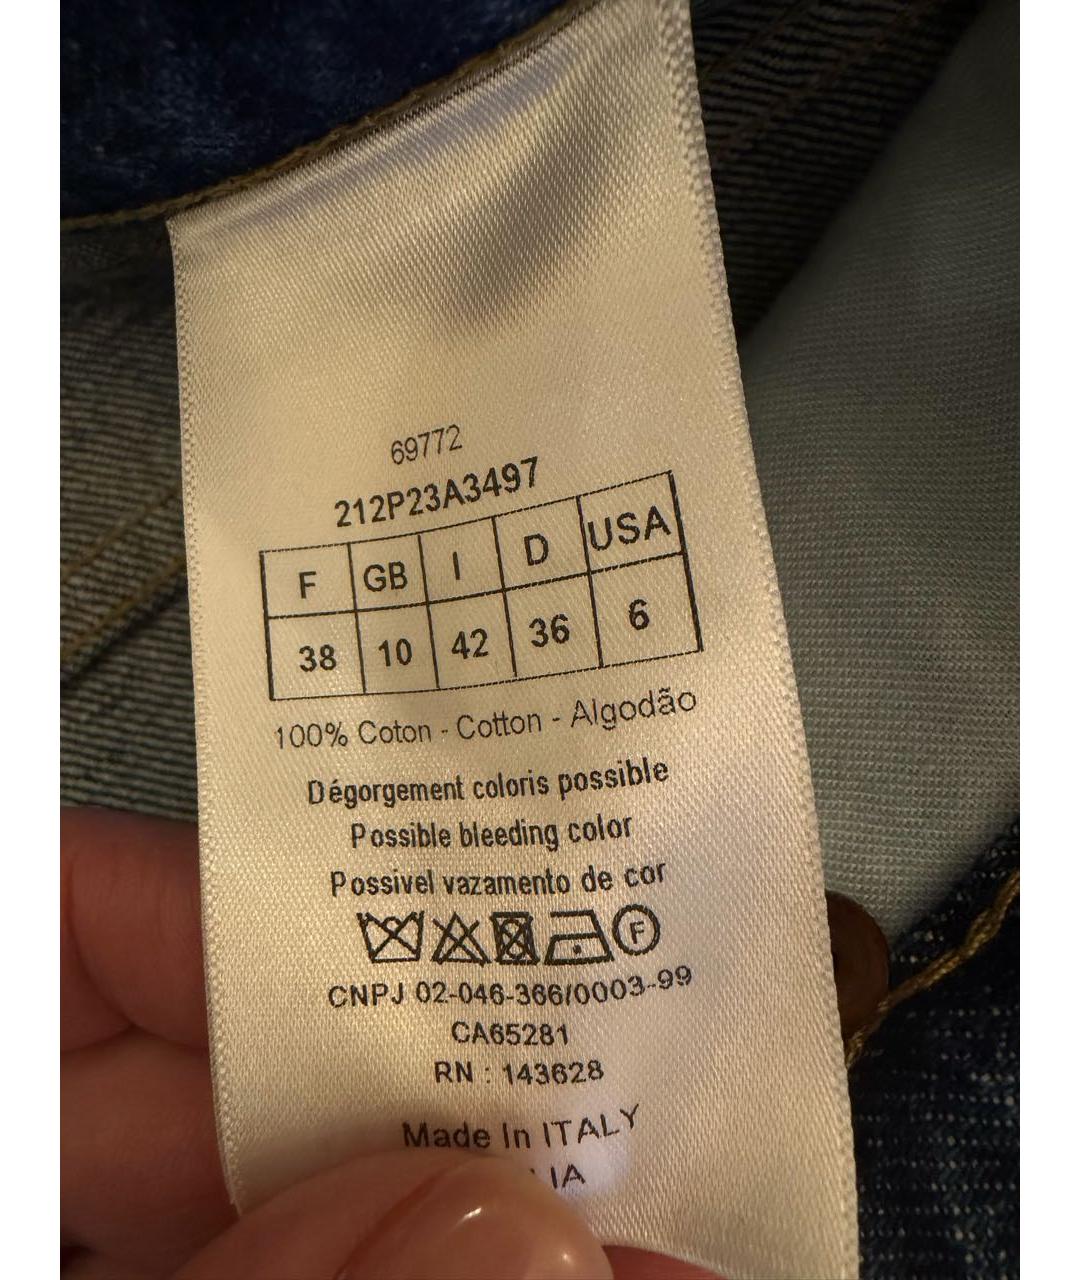 69772
212P23A3497
F GB I D USA
38 10 42 36 6
100% Coton - Cotton - Algodão
Dégorgement coloris possible
Possible bleeding color
Possivel vazamento de cor
F
CNPJ 02-046-366/0003-99
CA65281
RN : 143628
Made In ITALY